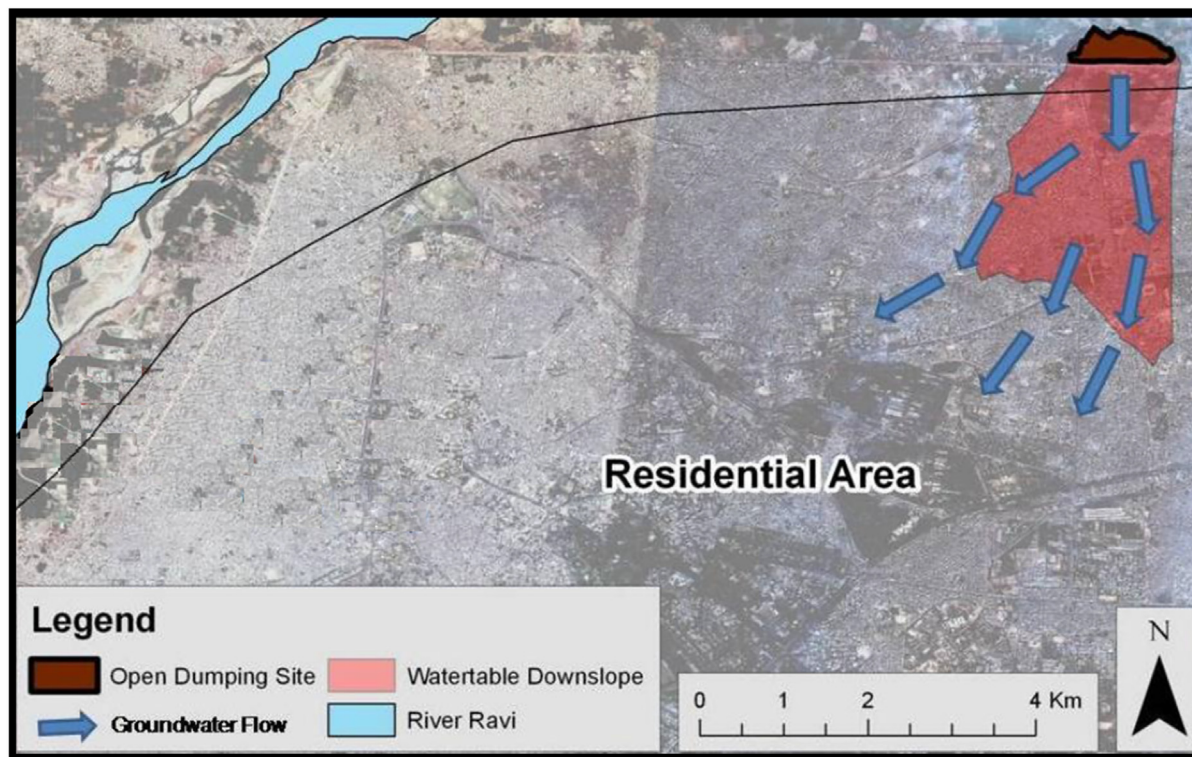 Residential Area
Legend
Open Dumping Site
Watertable Downslope
Groundwater Flow
River Ravi
0 1 2 4 Km
N